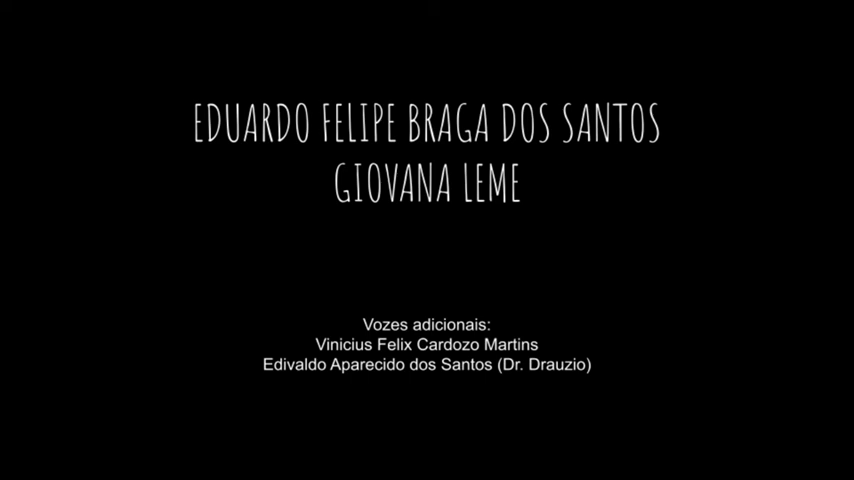 EDUARDO FELIPE BRAGA DOS SANTOS
GIOVANA LEME
Vozes adicionais:
Vinicius Felix Cardozo Martins
Edivaldo Aparecido dos Santos (Dr. Drauzio)